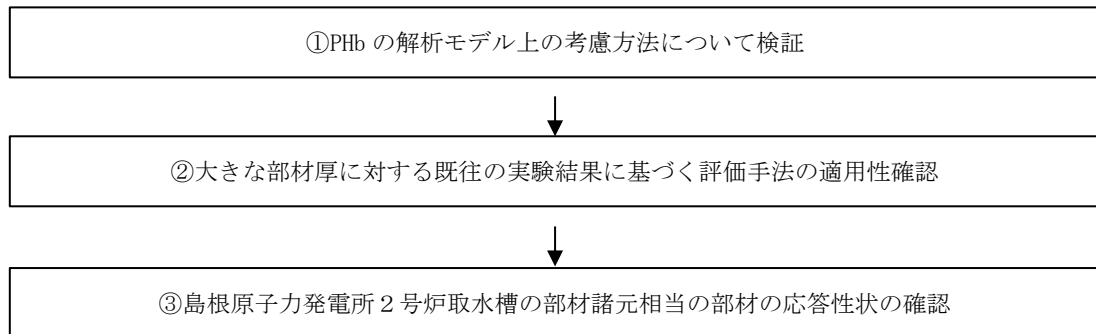 ①PHb の解析モデル上の考慮方法について検証
②大きな部材厚に対する既往の実験結果に基づく評価手法の適用性確認
③島根原子力発電所２号炉取水槽の部材諸元相当の部材の応答性状の確認